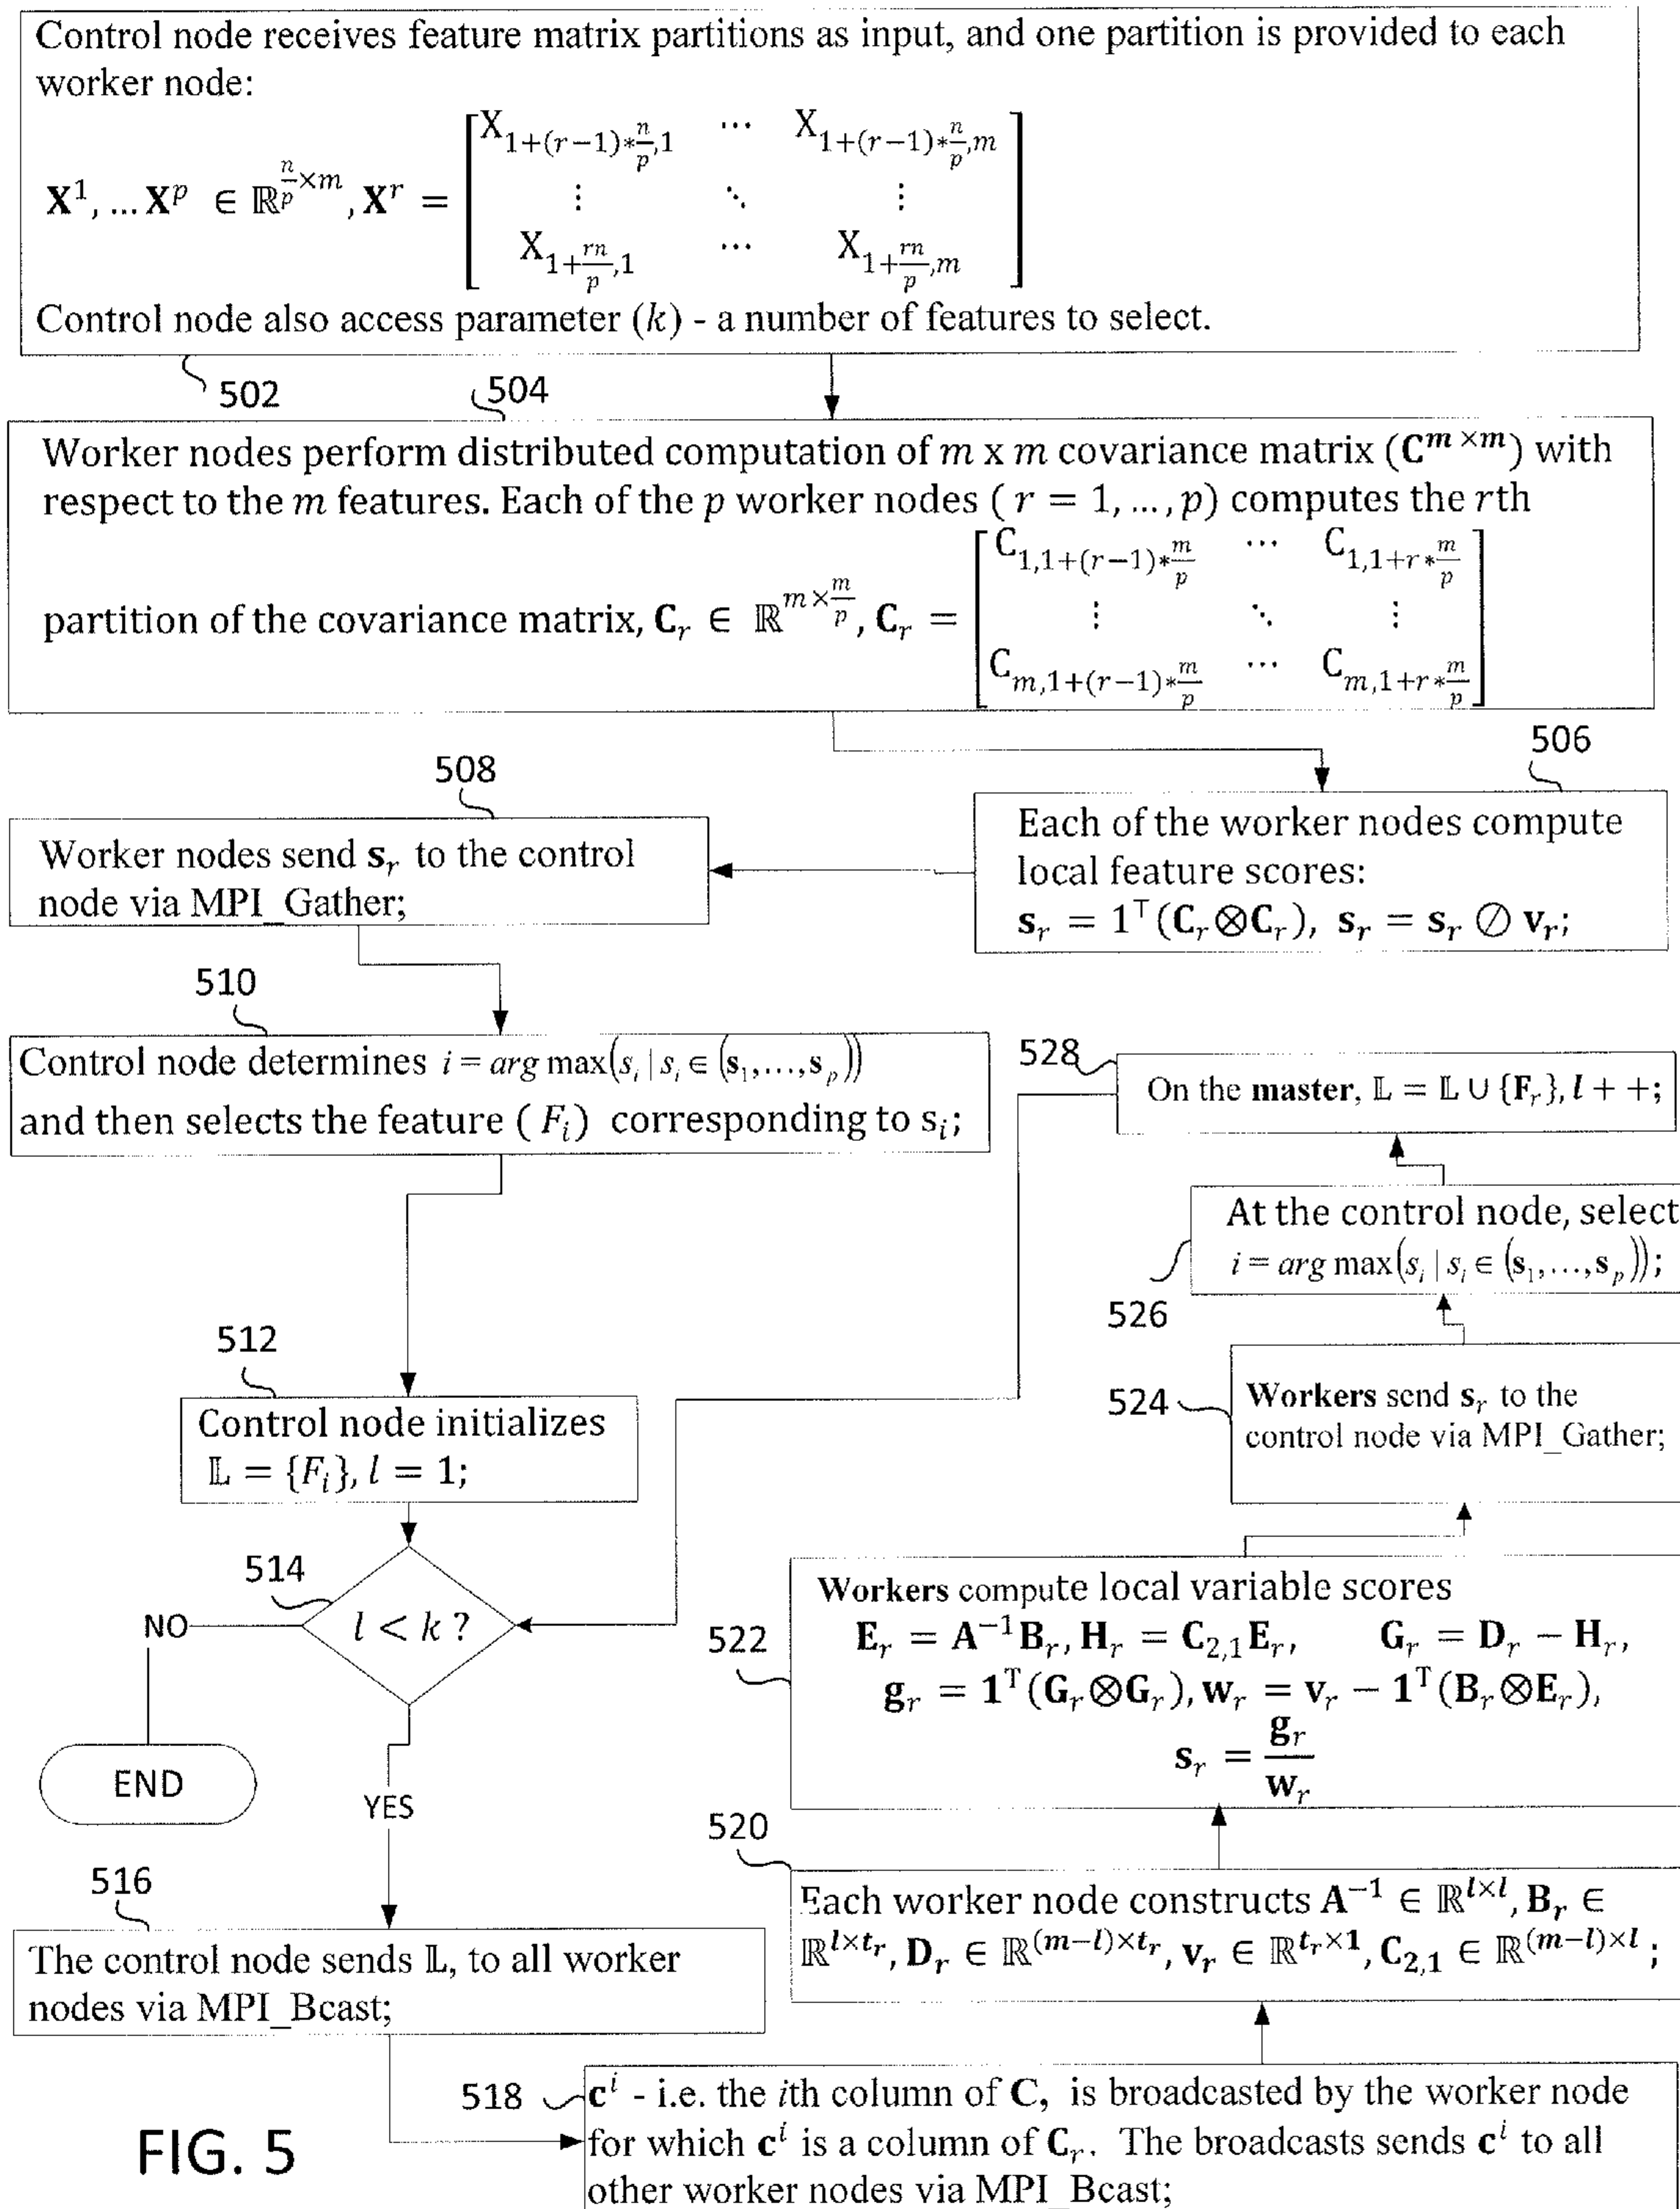 Control node receives feature matrix partitions as input, and one partition is provided to each
worker node:
X¹, … Xᵖ ∈ ℝ^{n/p × m}, Xʳ = [X_{1+(r−1)*n/p,1} ⋯ X_{1+(r−1)*n/p,m}
⋮ ⋱ ⋮
X_{1+rn/p,1} ⋯ X_{1+rn/p,m}]
Control node also access parameter (k) - a number of features to select.
502
504
Worker nodes perform distributed computation of m x m covariance matrix (C^{m×m}) with
respect to the m features. Each of the p worker nodes ( r = 1, …, p) computes the rth
partition of the covariance matrix, C_r ∈ ℝ^{m × m/p}, C_r = [C_{1,1+(r−1)*m/p} ⋯ C_{1,1+r*m/p}
⋮ ⋱ ⋮
C_{m,1+(r−1)*m/p} ⋯ C_{m,1+r*m/p}]
506
Each of the worker nodes compute
local feature scores:
s_r = 1^T(C_r⊗C_r), s_r = s_r ⊘ v_r;
508
Worker nodes send s_r to the control
node via MPI_Gather;
510
Control node determines i = arg max(s_i | s_i ∈ (s_1,…,s_p))
and then selects the feature ( F_i) corresponding to s_i;
512
Control node initializes
𝕃 = {F_i}, l = 1;
514
l < k ?
NO
END
YES
516
The control node sends 𝕃, to all worker
nodes via MPI_Bcast;
518
c^i - i.e. the ith column of C, is broadcasted by the worker node
for which c^i is a column of C_r. The broadcasts sends c^i to all
other worker nodes via MPI_Bcast;
520
Each worker node constructs A^{−1} ∈ ℝ^{l×l}, B_r ∈
ℝ^{l×t_r}, D_r ∈ ℝ^{(m−l)×t_r}, v_r ∈ ℝ^{t_r×1}, C_{2,1} ∈ ℝ^{(m−l)×l} ;
522
Workers compute local variable scores
E_r = A^{−1}B_r, H_r = C_{2,1}E_r, G_r = D_r − H_r,
g_r = 1^T(G_r⊗G_r), w_r = v_r − 1^T(B_r⊗E_r),
s_r = g_r/w_r
524
Workers send s_r to the
control node via MPI_Gather;
526
At the control node, select
i = arg max(s_i | s_i ∈ (s_1,…,s_p));
528
On the master, 𝕃 = 𝕃 ∪ {F_r}, l + +;
FIG. 5